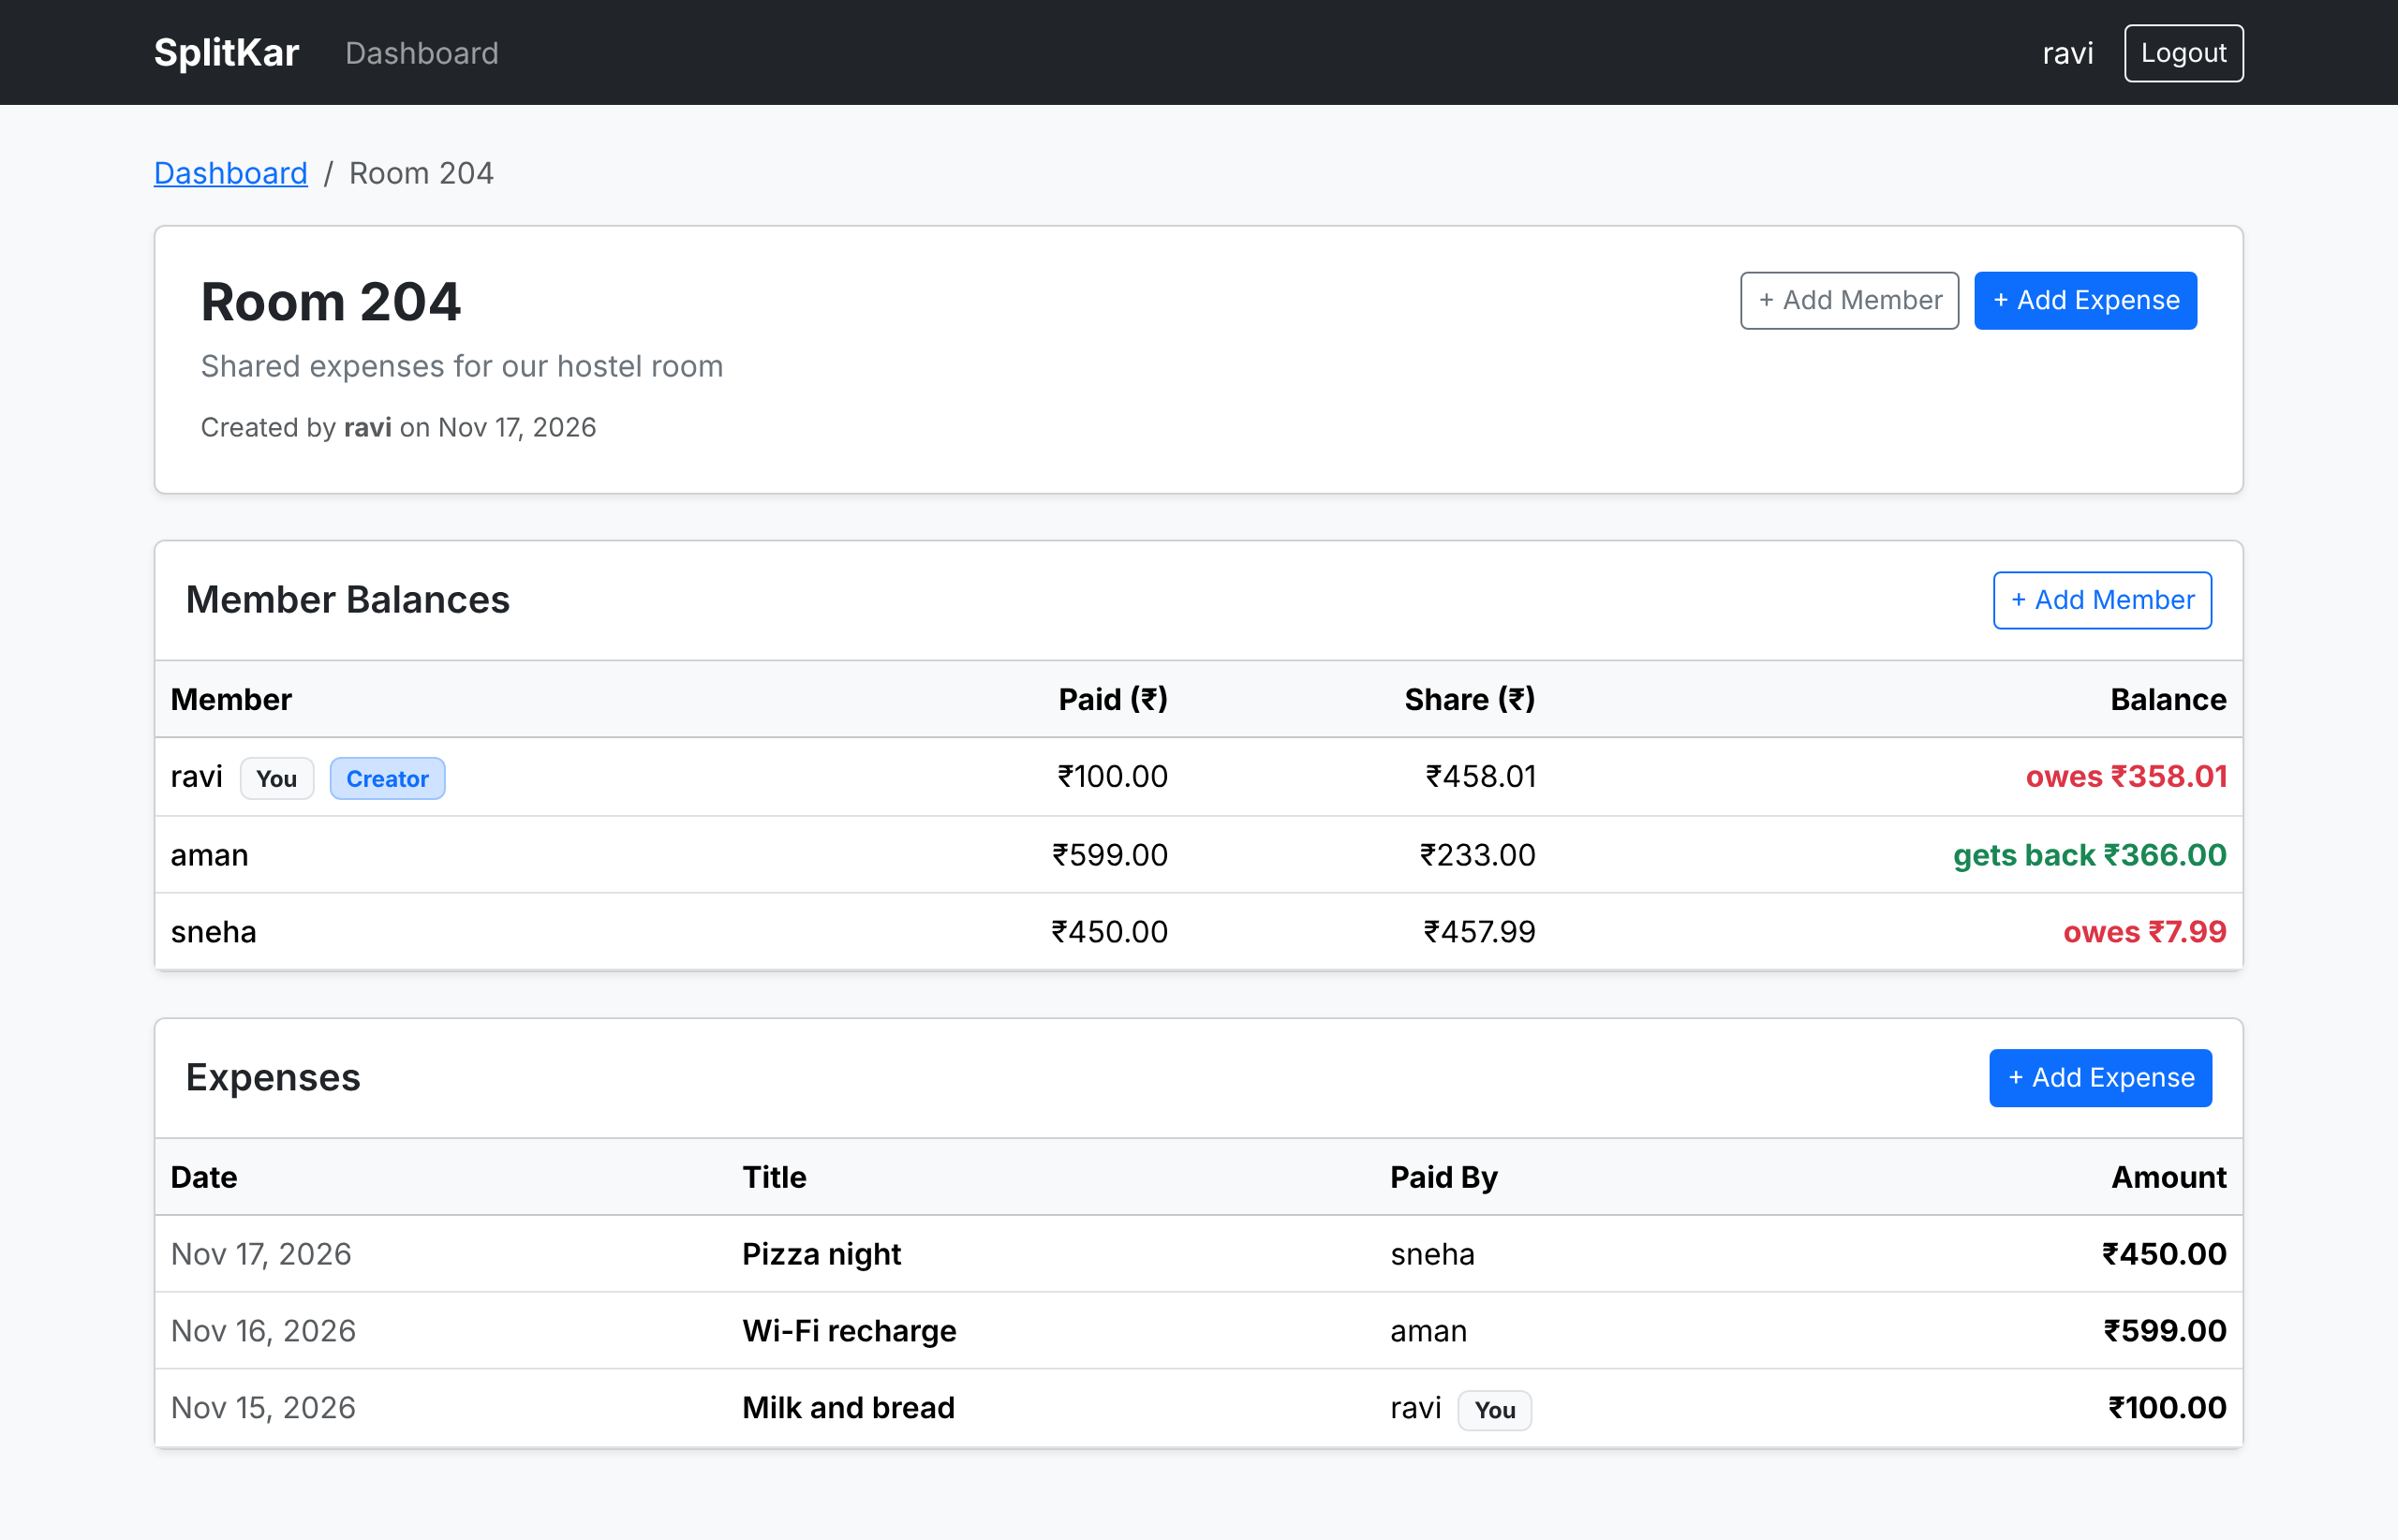 SplitKar Dashboard ravi Logout
Dashboard / Room 204
Room 204 + Add Member + Add Expense
Shared expenses for our hostel room
Created by ravi on Nov 17, 2026
Member Balances + Add Member
Member Paid (₹) Share (₹) Balance
ravi You Creator ₹100.00 ₹458.01 owes ₹358.01
aman ₹599.00 ₹233.00 gets back ₹366.00
sneha ₹450.00 ₹457.99 owes ₹7.99
Expenses + Add Expense
Date Title Paid By Amount
Nov 17, 2026 Pizza night sneha ₹450.00
Nov 16, 2026 Wi-Fi recharge aman ₹599.00
Nov 15, 2026 Milk and bread ravi You ₹100.00